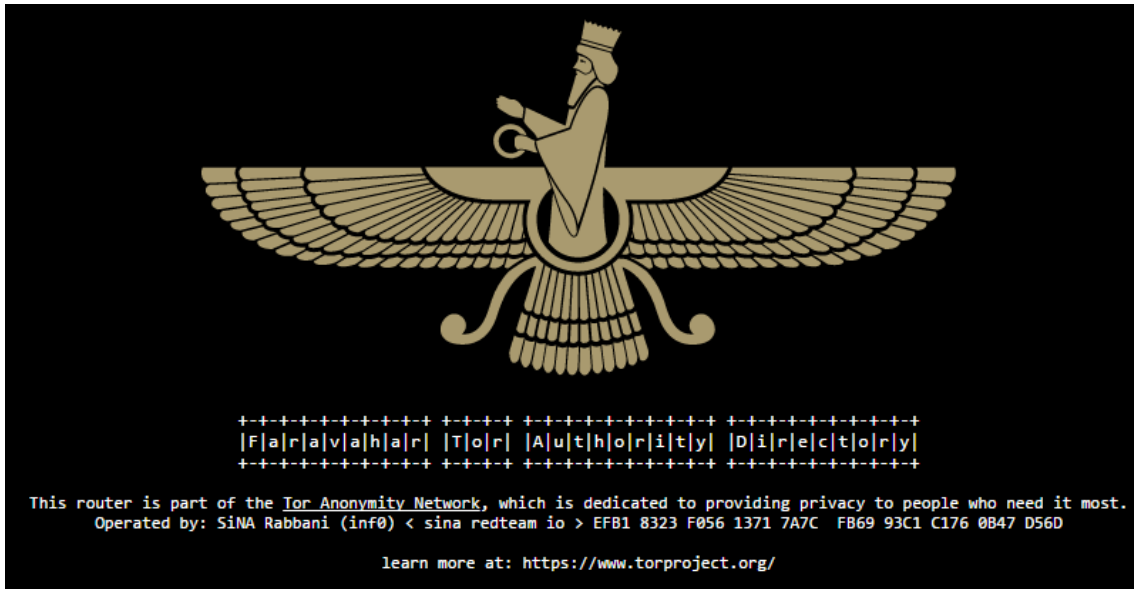 +-+-+-+-+-+-+-+-+-+ +-+-+-+ +-+-+-+-+-+-+-+-+-+ +-+-+-+-+-+-+-+-+-+
|F|a|r|a|v|a|h|a|r| |T|o|r| |A|u|t|h|o|r|i|t|y| |D|i|r|e|c|t|o|r|y|
+-+-+-+-+-+-+-+-+-+ +-+-+-+ +-+-+-+-+-+-+-+-+-+ +-+-+-+-+-+-+-+-+-+
This router is part of the Tor Anonymity Network, which is dedicated to providing privacy to people who need it most.
Operated by: SiNA Rabbani (inf0) < sina redteam io > EFB1 8323 F056 1371 7A7C  FB69 93C1 C176 0B47 D56D
learn more at: https://www.torproject.org/